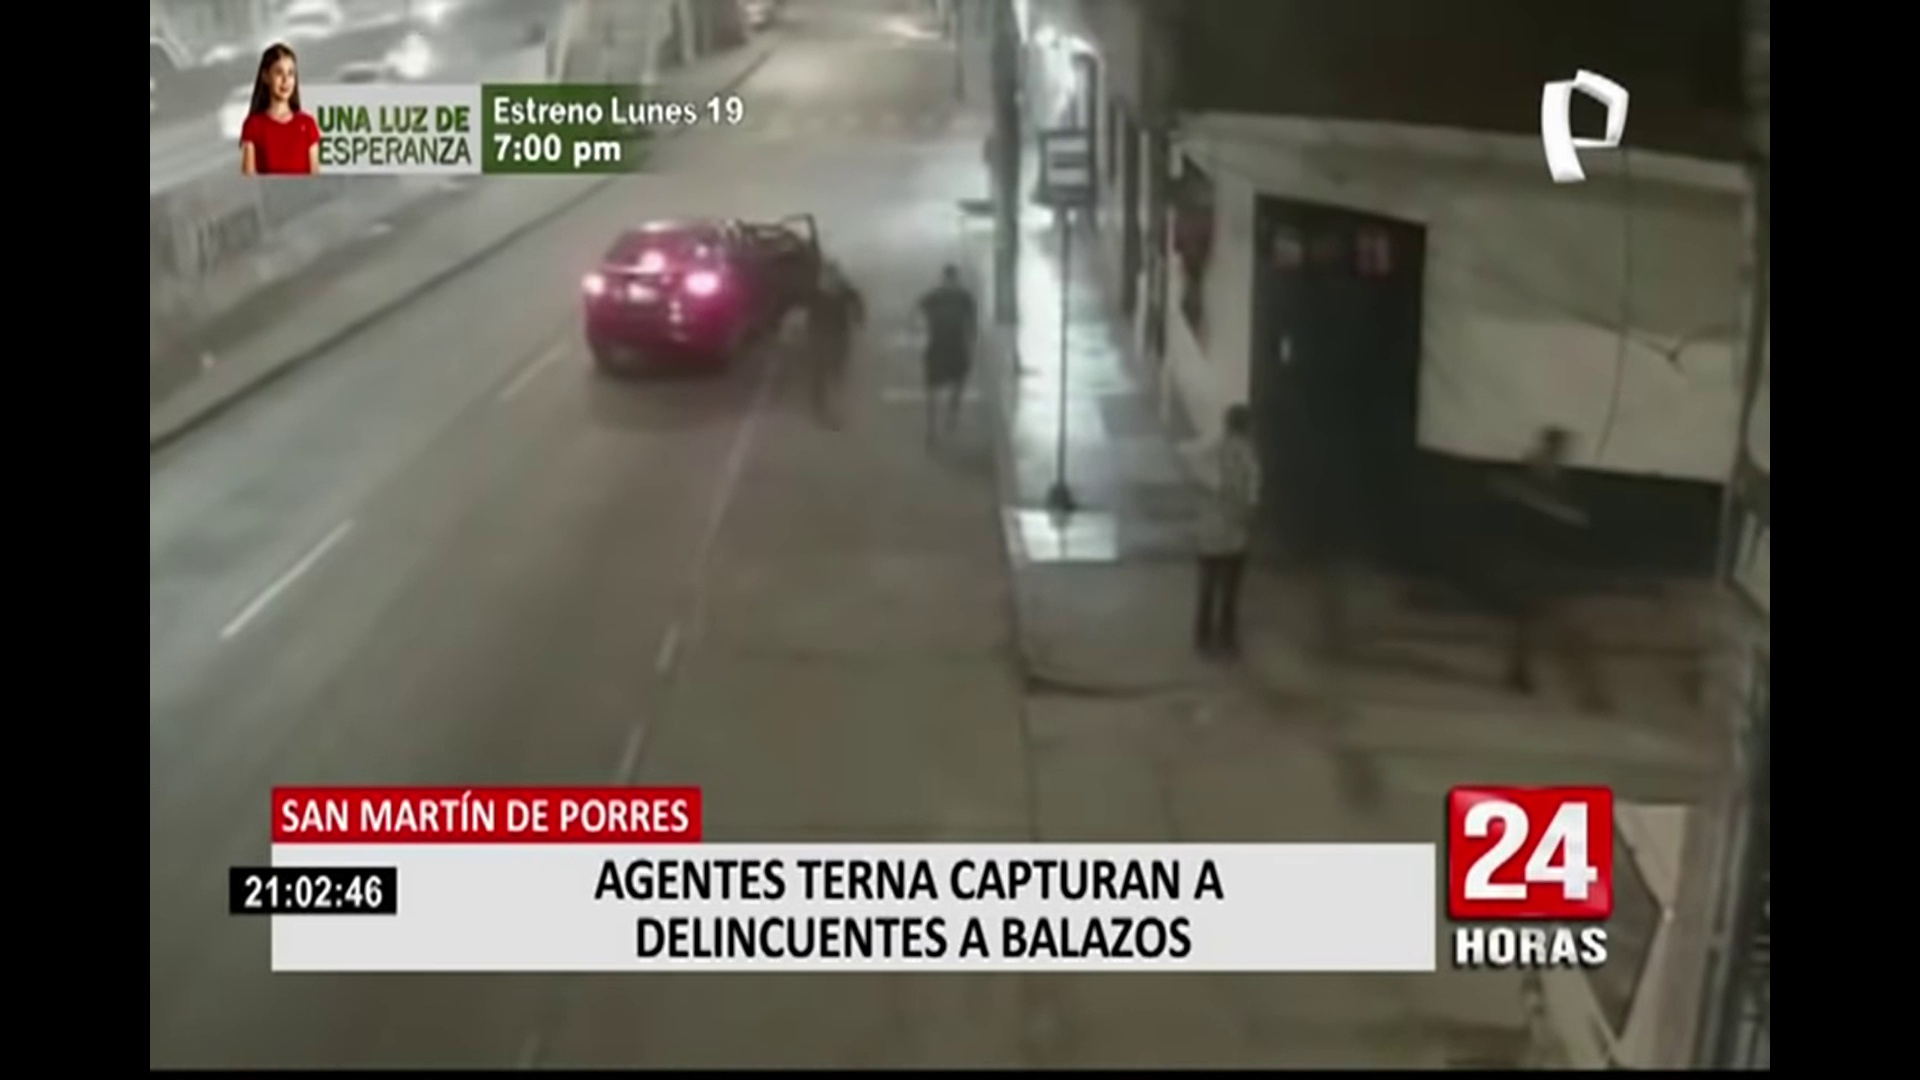 UNA LUZ DE
ESPERANZA
Estreno Lunes 19
7:00 pm
SAN MARTÍN DE PORRES
21:02:46
AGENTES TERNA CAPTURAN A
DELINCUENTES A BALAZOS
24
HORAS